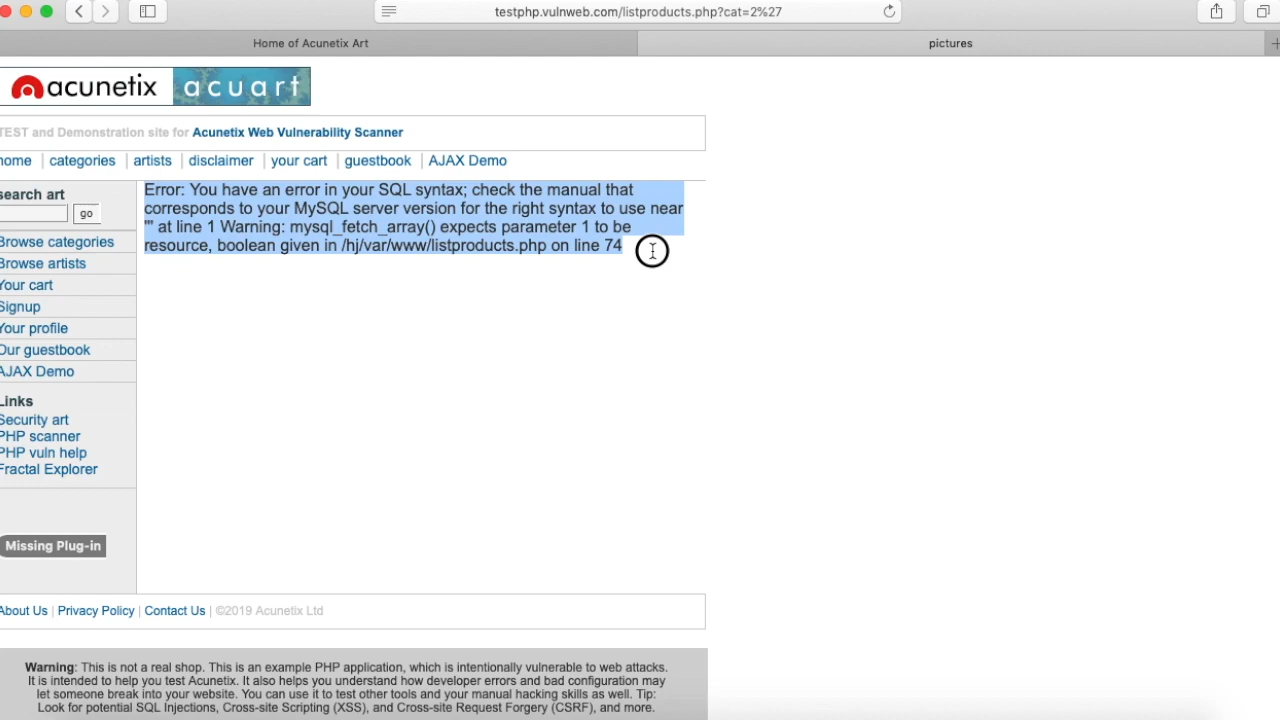 testphp.vulnweb.com/listproducts.php?cat=2%27
Home of Acunetix Art
pictures
acunetix acuart
TEST and Demonstration site for Acunetix Web Vulnerability Scanner
home | categories | artists | disclaimer | your cart | guestbook | AJAX Demo
search art
go
Browse categories
Browse artists
Your cart
Signup
Your profile
Our guestbook
AJAX Demo
Links
Security art
PHP scanner
PHP vuln help
Fractal Explorer
Missing Plug-in
Error: You have an error in your SQL syntax; check the manual that
corresponds to your MySQL server version for the right syntax to use near
''' at line 1 Warning: mysql_fetch_array() expects parameter 1 to be
resource, boolean given in /hj/var/www/listproducts.php on line 74
About Us | Privacy Policy | Contact Us | ©2019 Acunetix Ltd
Warning: This is not a real shop. This is an example PHP application, which is intentionally vulnerable to web attacks.
It is intended to help you test Acunetix. It also helps you understand how developer errors and bad configuration may
let someone break into your website. You can use it to test other tools and your manual hacking skills as well. Tip:
Look for potential SQL Injections, Cross-site Scripting (XSS), and Cross-site Request Forgery (CSRF), and more.